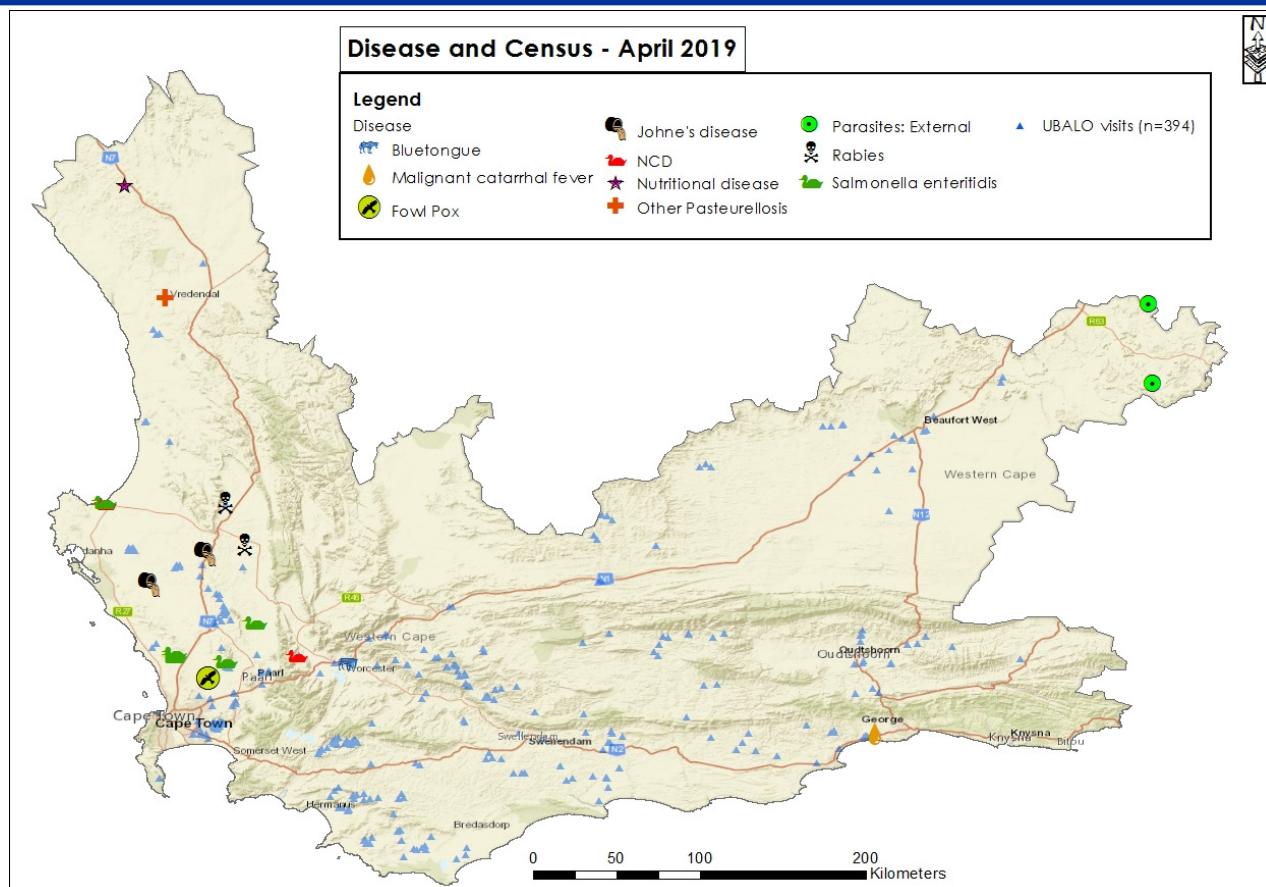 Disease and Census - April 2019
N
Legend
Disease
Bluetongue
Malignant catarrhal fever
Fowl Pox
Johne's disease
NCD
Nutritional disease
Other Pasteurellosis
Parasites: External
Rabies
Salmonella enteritidis
UBALO visits (n=394)
N7
Vredendal
R63
Beaufort West
Western Cape
N12
danha
N1
R27
N7
R46
Western Cape
Worcester
Paarl
Paarl
Oudtshoorn
Oudtshoorn
Cape Town
Cape Town
George
Knysna
Knysna
Bitou
Somerset West
Swellendam
Swellendam
N2
Hermanus
Bredasdorp
0 50 100 200
Kilometers